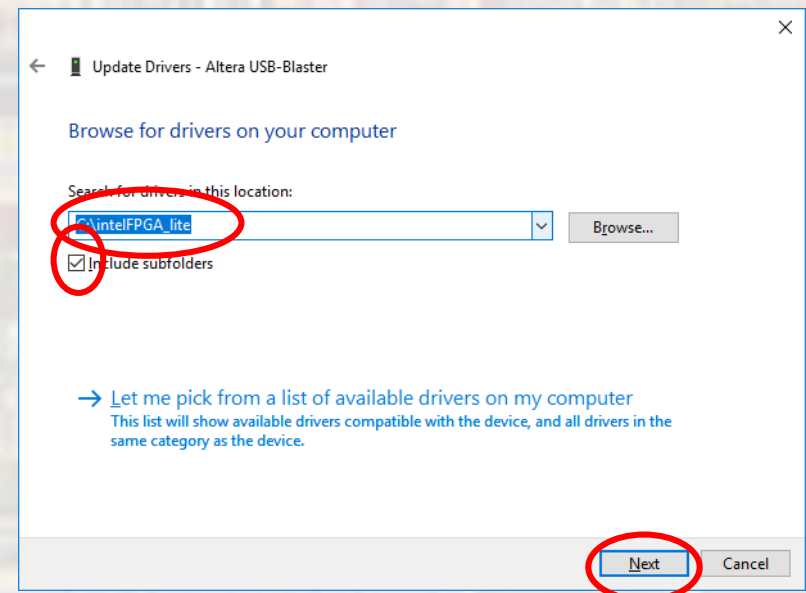 Update Drivers - Altera USB-Blaster
Browse for drivers on your computer
Search for drivers in this location:
C:\intelFPGA_lite
Browse...
Include subfolders
Let me pick from a list of available drivers on my computer
This list will show available drivers compatible with the device, and all drivers in the
same category as the device.
Next
Cancel